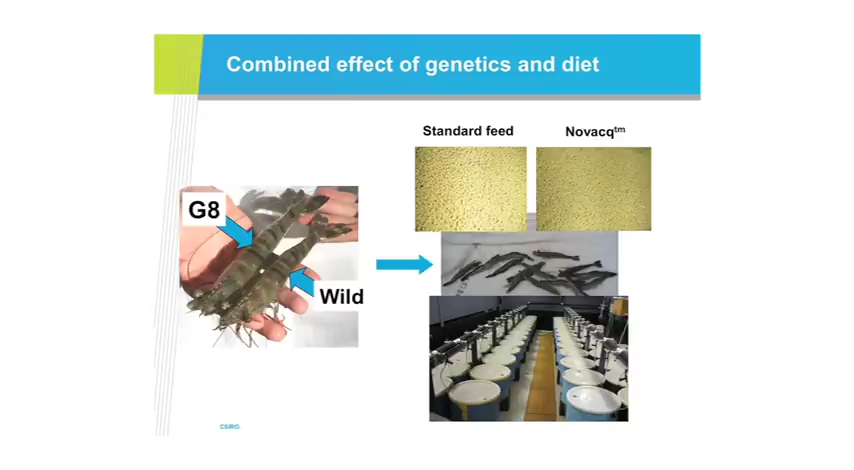 Combined effect of genetics and diet
Standard feed
Novacqtm
G8
Wild
CSIRO.